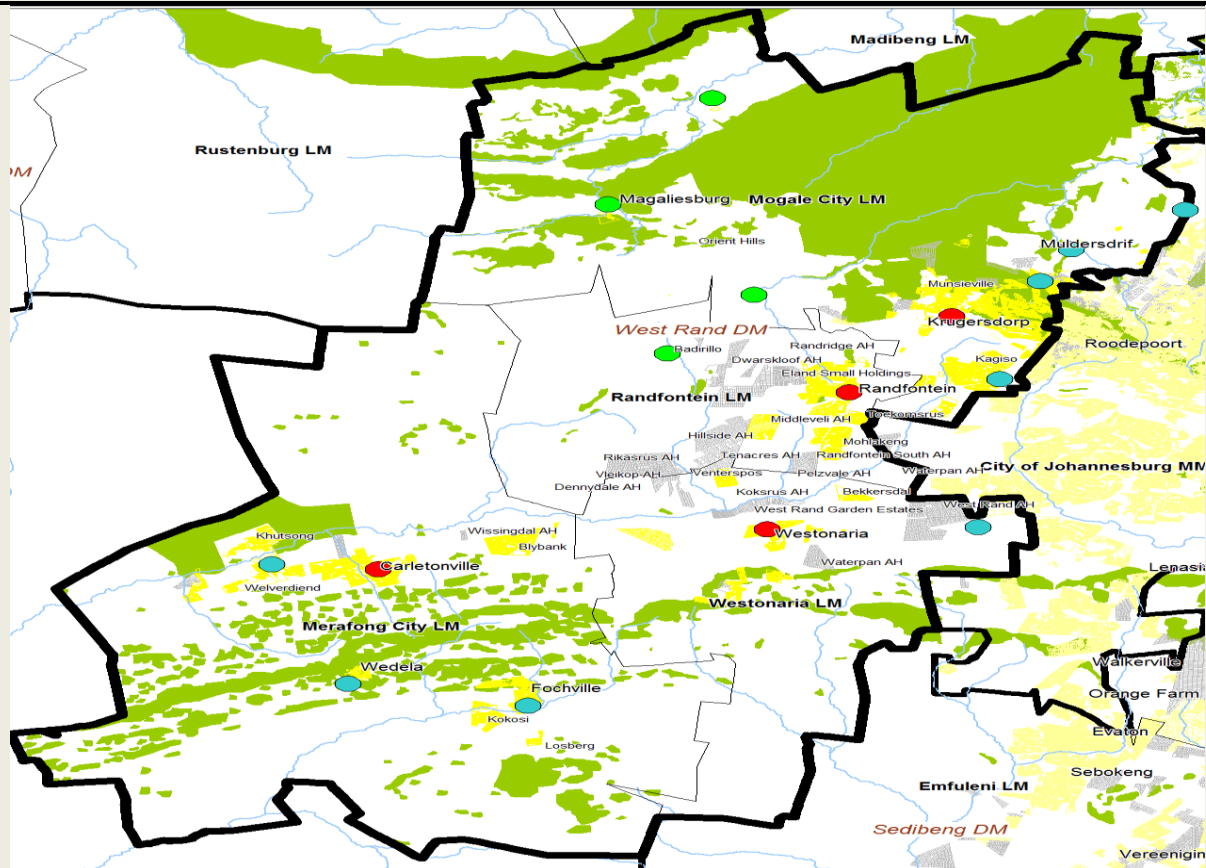 Madibeng LM
Rustenburg LM
DM
Magaliesburg
Mogale City LM
Orient Hills
Muldersdrif
Munsieville
Krugersdorp
West Rand DM
Roodepoort
Randridge AH
Badirillo
Dwarskloof AH
Kagiso
Eland Small Holdings
Randfontein
Randfontein LM
Toekomsrus
Middleveli AH
Hillside AH
Mohlakeng
Rikasrus AH
Tenacres AH
Randfontein South AH
Waterpan AH
City of Johannesburg MM
Vleikop AH
Venterspos
Pelzvale AH
Dennydale AH
Koksrus AH
Bekkersdal
West Rand Garden Estates
West Rand AH
Wissingdal AH
Khutsong
Westonaria
Blybank
Waterpan AH
Carletonville
Lenasia
Welverdiend
Westonaria LM
Merafong City LM
Wedela
Walkerville
Fochville
Orange Farm
Kokosi
Evaton
Losberg
Sebokeng
Emfuleni LM
Sedibeng DM
Vereenigin